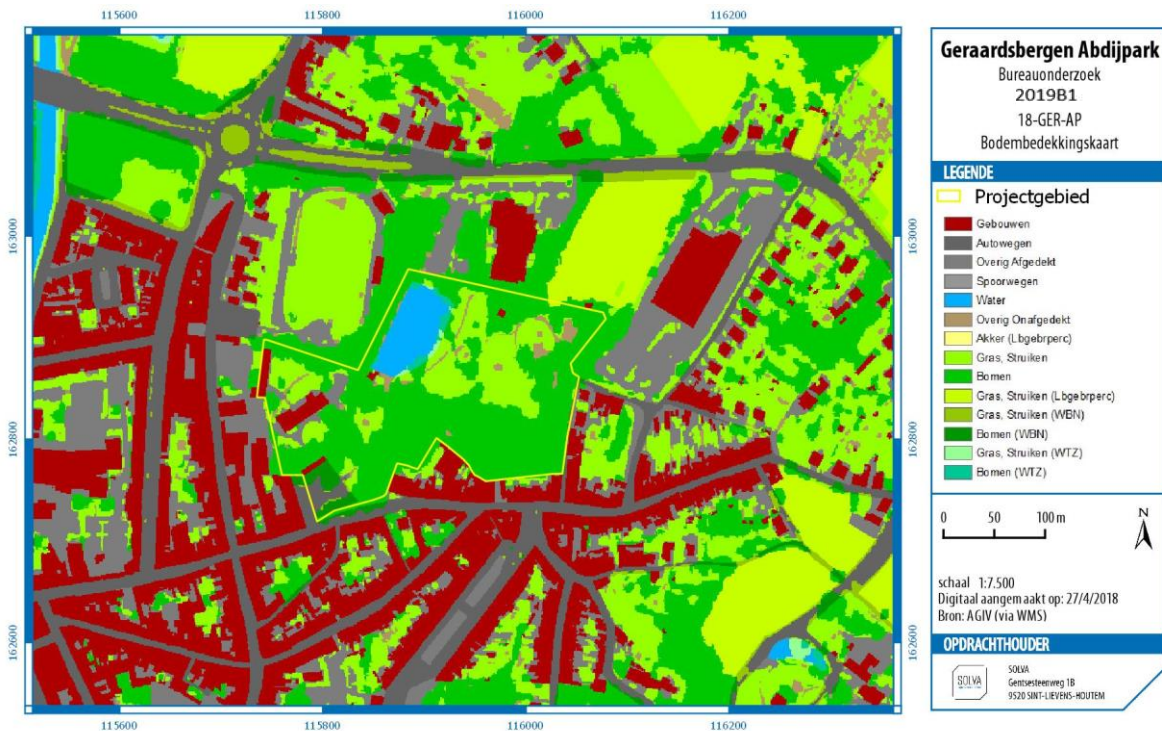 115600 115800 116000 116200
163000 163000
162800 162800
162600 162600
115600 115800 116000 116200
Geraardsbergen Abdijpark
Bureauonderzoek
2019B1
18-GER-AP
Bodembedekkingskaart
LEGENDE
Projectgebied
Gebouwen
Autowegen
Overig Afgedekt
Spoorwegen
Water
Overig Onafgedekt
Akker (Lbgebrperc)
Gras, Struiken
Bomen
Gras, Struiken (Lbgebrperc)
Gras, Struiken (WBN)
Bomen (WBN)
Gras, Struiken (WTZ)
Bomen (WTZ)
0 50 100 m
N
schaal 1:7.500
Digitaal aangemaakt op: 27/4/2018
Bron: AGIV (via WMS)
OPDRACHTHOUDER
SOLVA
SOLVA
Gentsesteenweg 1B
9520 SINT-LIEVENS-HOUTEM